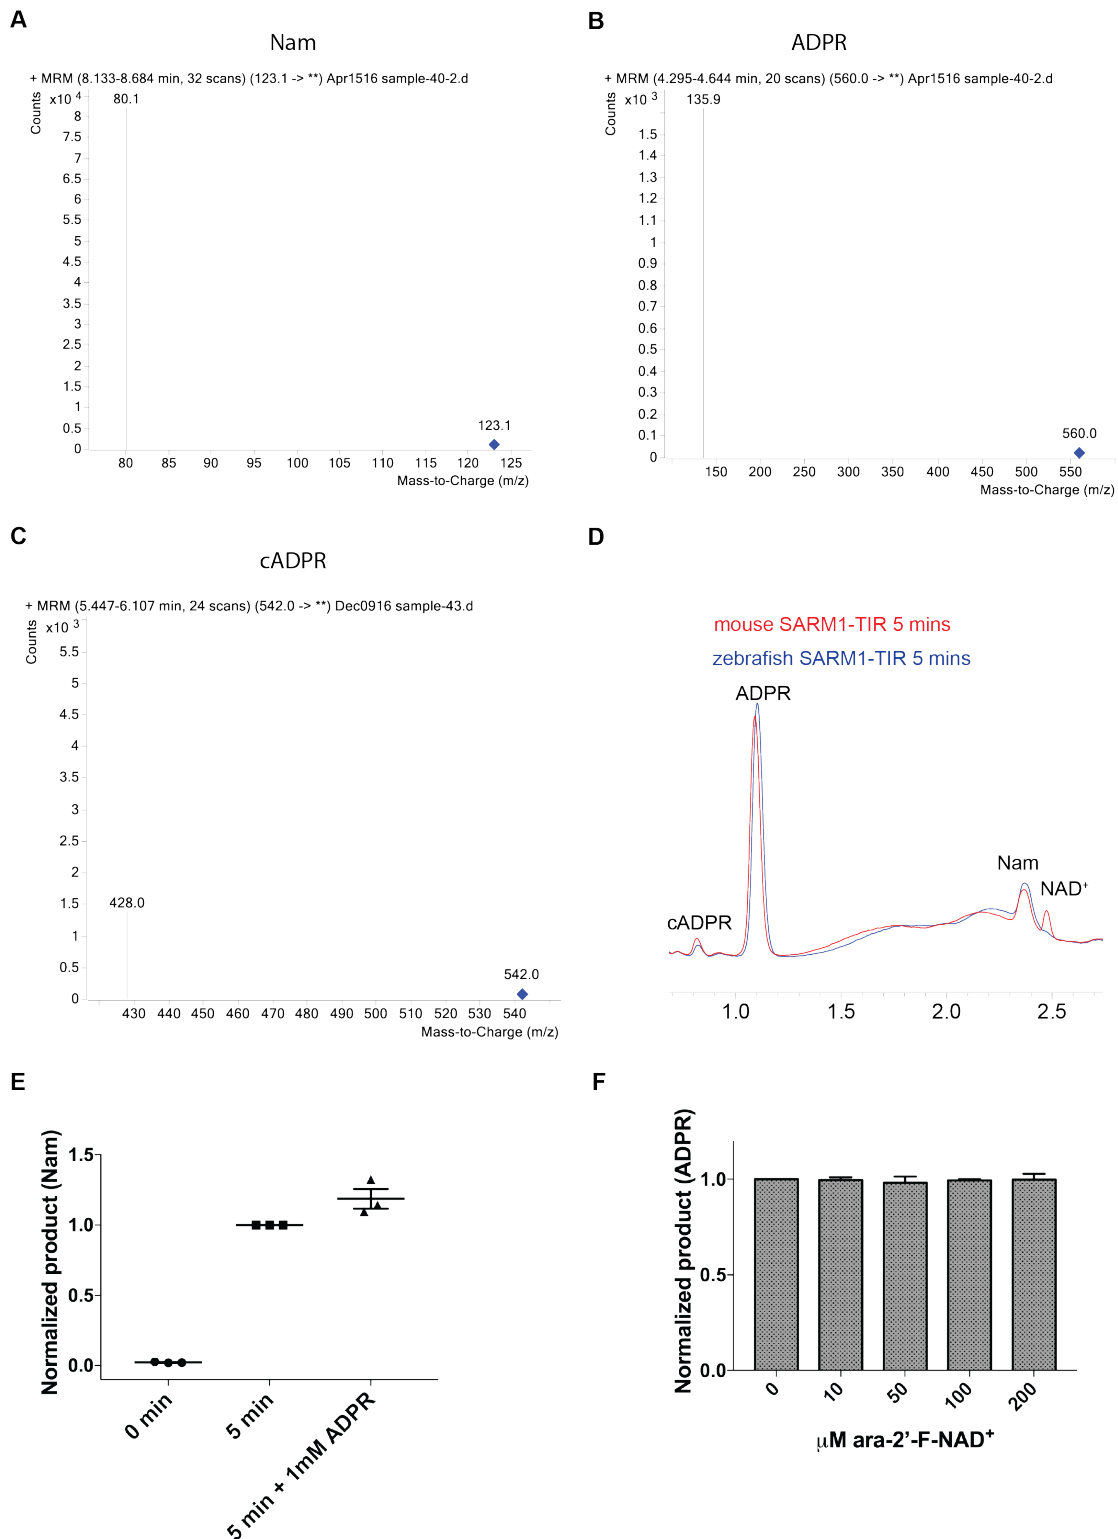 A
Nam
+ MRM (8.133-8.684 min, 32 scans) (123.1 -> **) Apr1516 sample-40-2.d
Counts
x10 4
80.1
8
7.5
7
6.5
6
5.5
5
4.5
4
3.5
3
2.5
2
1.5
1
0.5
0
123.1
80 85 90 95 100 105 110 115 120 125
Mass-to-Charge (m/z)
B
ADPR
+ MRM (4.295-4.644 min, 20 scans) (560.0 -> **) Apr1516 sample-40-2.d
Counts
x10 3
135.9
1.5
1.4
1.3
1.2
1.1
1
0.9
0.8
0.7
0.6
0.5
0.4
0.3
0.2
0.1
0
560.0
150 200 250 300 350 400 450 500 550
Mass-to-Charge (m/z)
C
cADPR
+ MRM (5.447-6.107 min, 24 scans) (542.0 -> **) Dec0916 sample-43.d
Counts
x10 3
5.5
5
4.5
4
3.5
3
2.5
2
1.5
1
0.5
0
428.0
542.0
430 440 450 460 470 480 490 500 510 520 530 540
Mass-to-Charge (m/z)
D
mouse SARM1-TIR 5 mins
zebrafish SARM1-TIR 5 mins
ADPR
Nam
NAD⁺
cADPR
1.0 1.5 2.0 2.5
E
Normalized product (Nam)
1.5
1.0
0.5
0.0
0 min
5 min
5 min + 1mM ADPR
F
Normalized product (ADPR)
1.0
0.5
0.0
0 10 50 100 200
μM ara-2'-F-NAD⁺